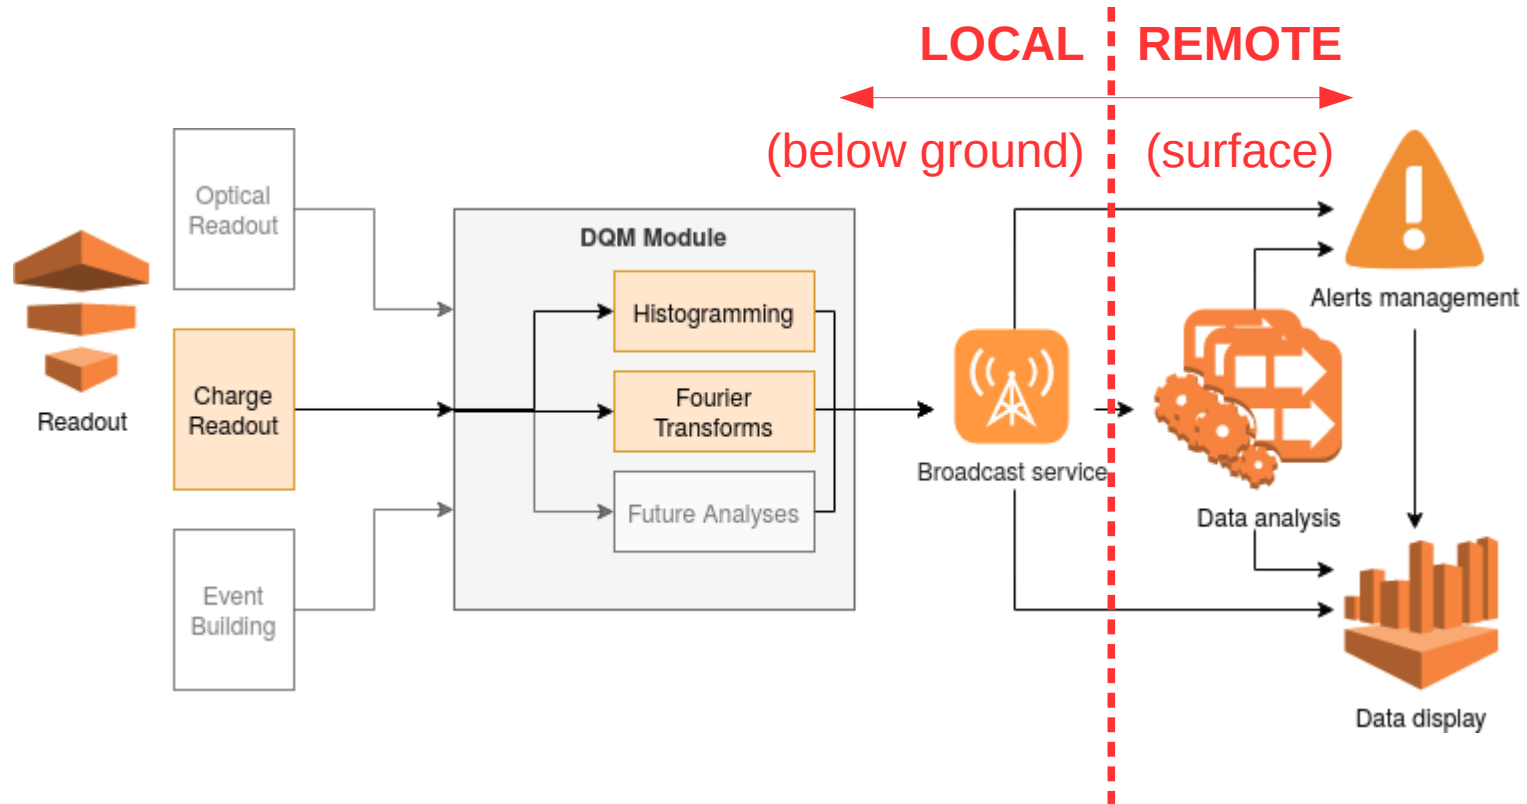 LOCAL
REMOTE
(below ground)
(surface)
Optical
Readout
DQM Module
Histogramming
Alerts management
Readout
Charge
Readout
Fourier
Transforms
Broadcast service
Future Analyses
Data analysis
Event
Building
Data display